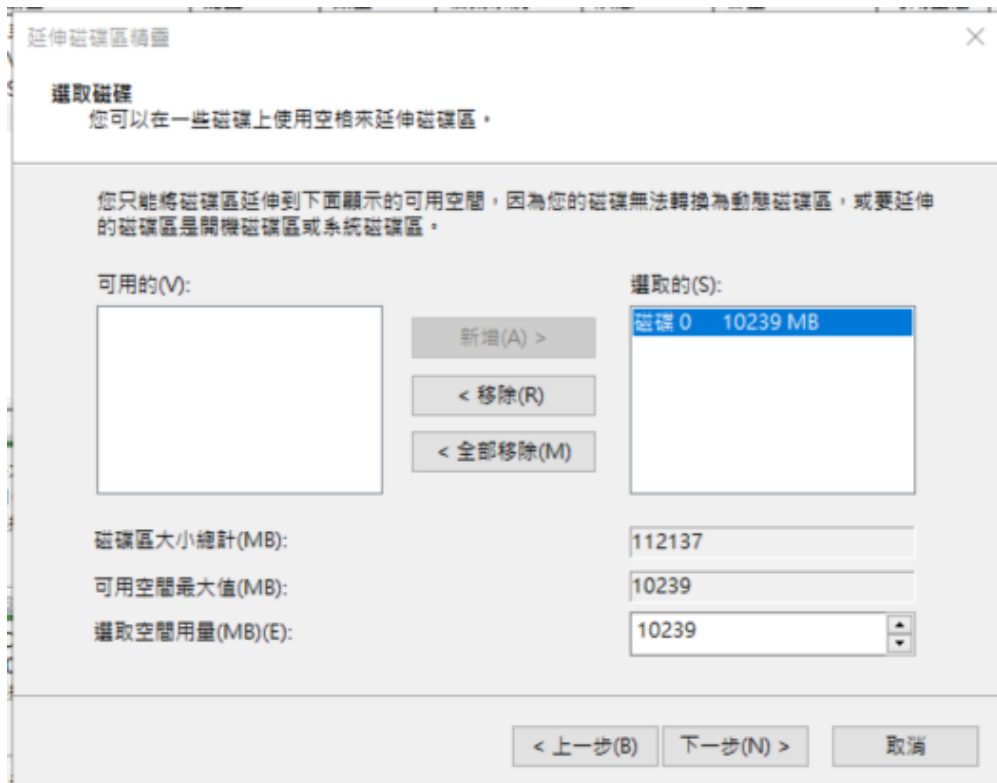 延伸磁碟區精靈
選取磁碟
您可以在一些磁碟上使用空格來延伸磁碟區。
您只能將磁碟區延伸到下面顯示的可用空間，因為您的磁碟無法轉換為動態磁碟區，或要延伸
的磁碟區是開機磁碟區或系統磁碟區。
可用的(V):
選取的(S):
磁碟 0 10239 MB
新增(A) >
< 移除(R)
< 全部移除(M)
磁碟區大小總計(MB): 112137
可用空間最大值(MB): 10239
選取空間用量(MB)(E): 10239
< 上一步(B) 下一步(N) > 取消